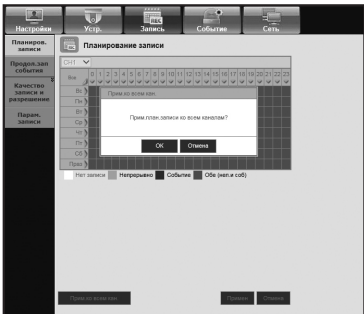 Настройки
Устр.
REC
Запись
Событие
Сеть
Планиров. записи
Продол.зап события
Качество записи и разрешение
Парам. записи
Планирование записи
CH1
Все
0 1 2 3 4 5 6 7 8 9 10 11 12 13 14 15 16 17 18 19 20 21 22 23
Вс
Пн
Вт
Ср
Чт
Пт
Сб
Праз
Прим.ко всем кан.
Прим.план.записи ко всем каналам?
OK
Отмена
Нет записи
Непрерывно
Событие
Оба (неп.и соб)
Прим ко всем кан.
Примен
Отмена